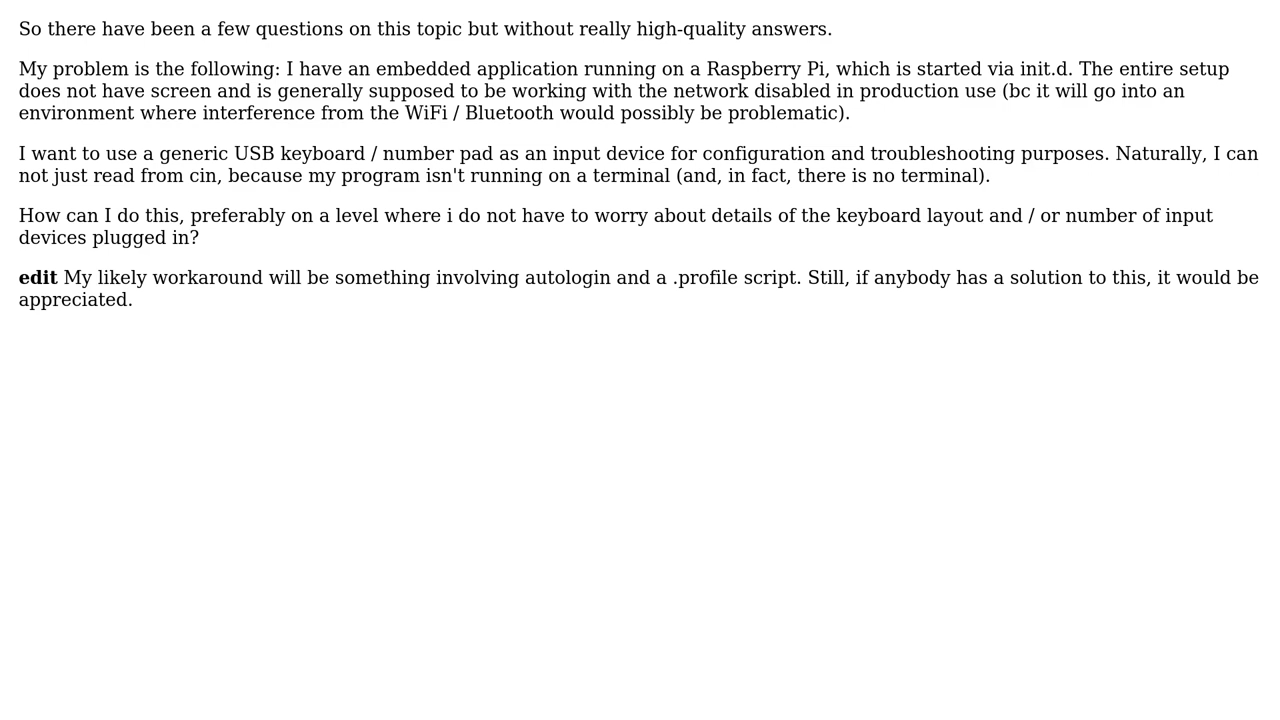 So there have been a few questions on this topic but without really high-quality answers.
My problem is the following: I have an embedded application running on a Raspberry Pi, which is started via init.d. The entire setup
does not have screen and is generally supposed to be working with the network disabled in production use (bc it will go into an
environment where interference from the WiFi / Bluetooth would possibly be problematic).
I want to use a generic USB keyboard / number pad as an input device for configuration and troubleshooting purposes. Naturally, I can
not just read from cin, because my program isn't running on a terminal (and, in fact, there is no terminal).
How can I do this, preferably on a level where i do not have to worry about details of the keyboard layout and / or number of input
devices plugged in?
edit My likely workaround will be something involving autologin and a .profile script. Still, if anybody has a solution to this, it would be
appreciated.